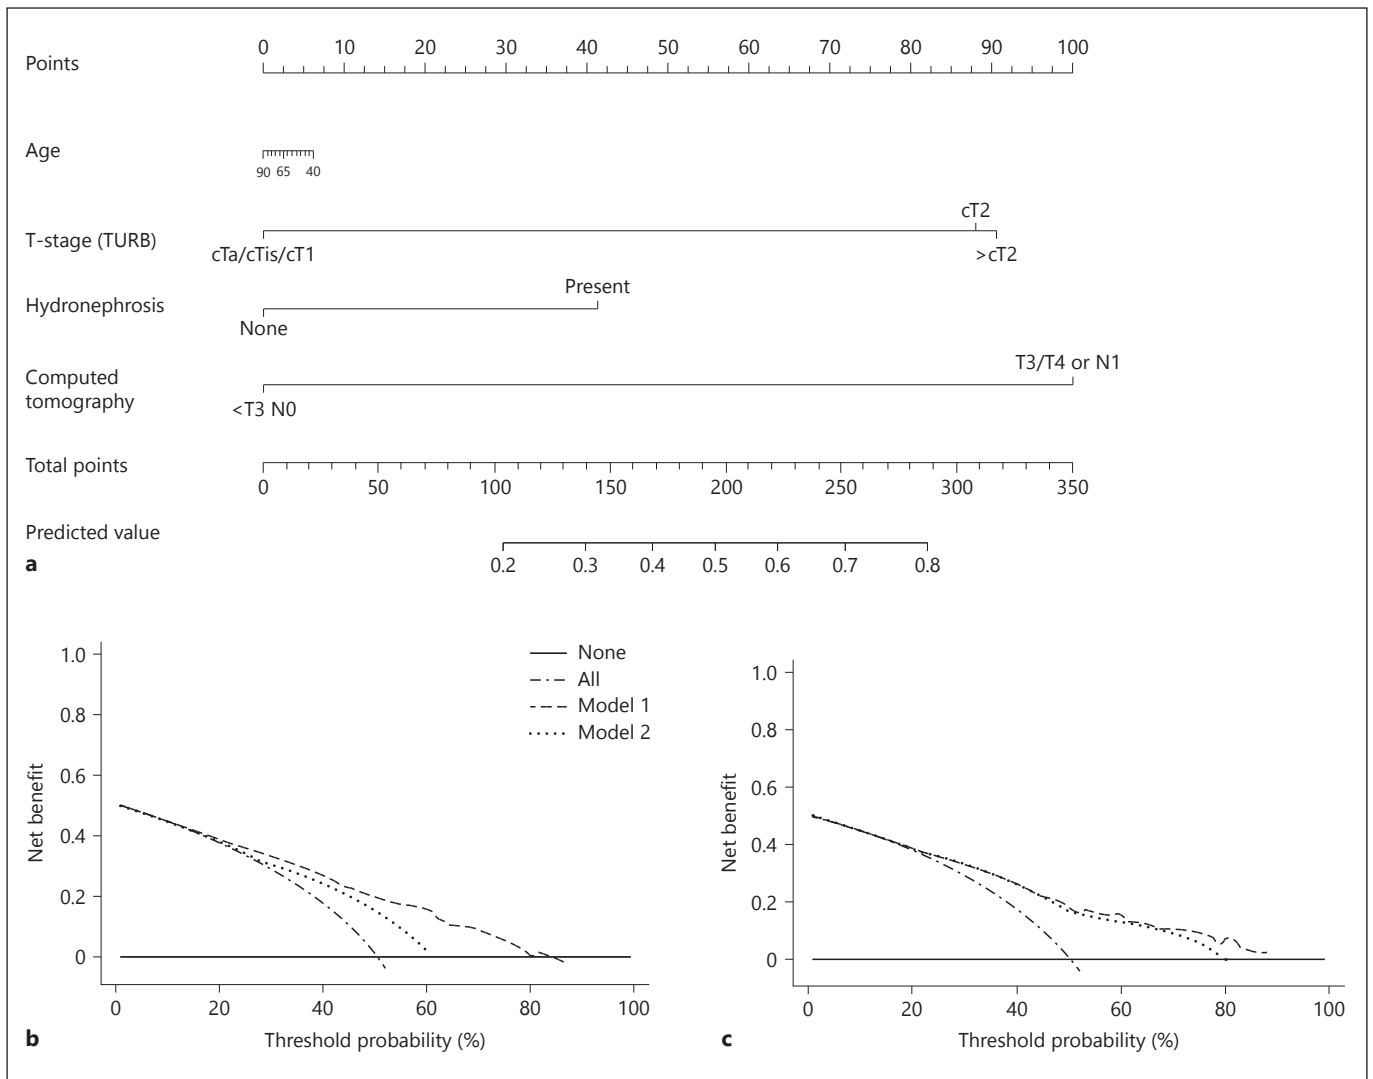 0 10 20 30 40 50 60 70 80 90 100
Points
Age
90 65 40
cT2
T-stage (TURB)
cTa/cTis/cT1 >cT2
Present
Hydronephrosis
None
T3/T4 or N1
Computed
tomography
<T3 N0
Total points
0 50 100 150 200 250 300 350
Predicted value
0.2 0.3 0.4 0.5 0.6 0.7 0.8
a
None
All
Model 1
Model 2
1.0
0.8
0.6
0.4
0.2
0
Net benefit
0 20 40 60 80 100
Threshold probability (%)
b
1.0
0.8
0.6
0.4
0.2
0
Net benefit
0 20 40 60 80 100
Threshold probability (%)
c